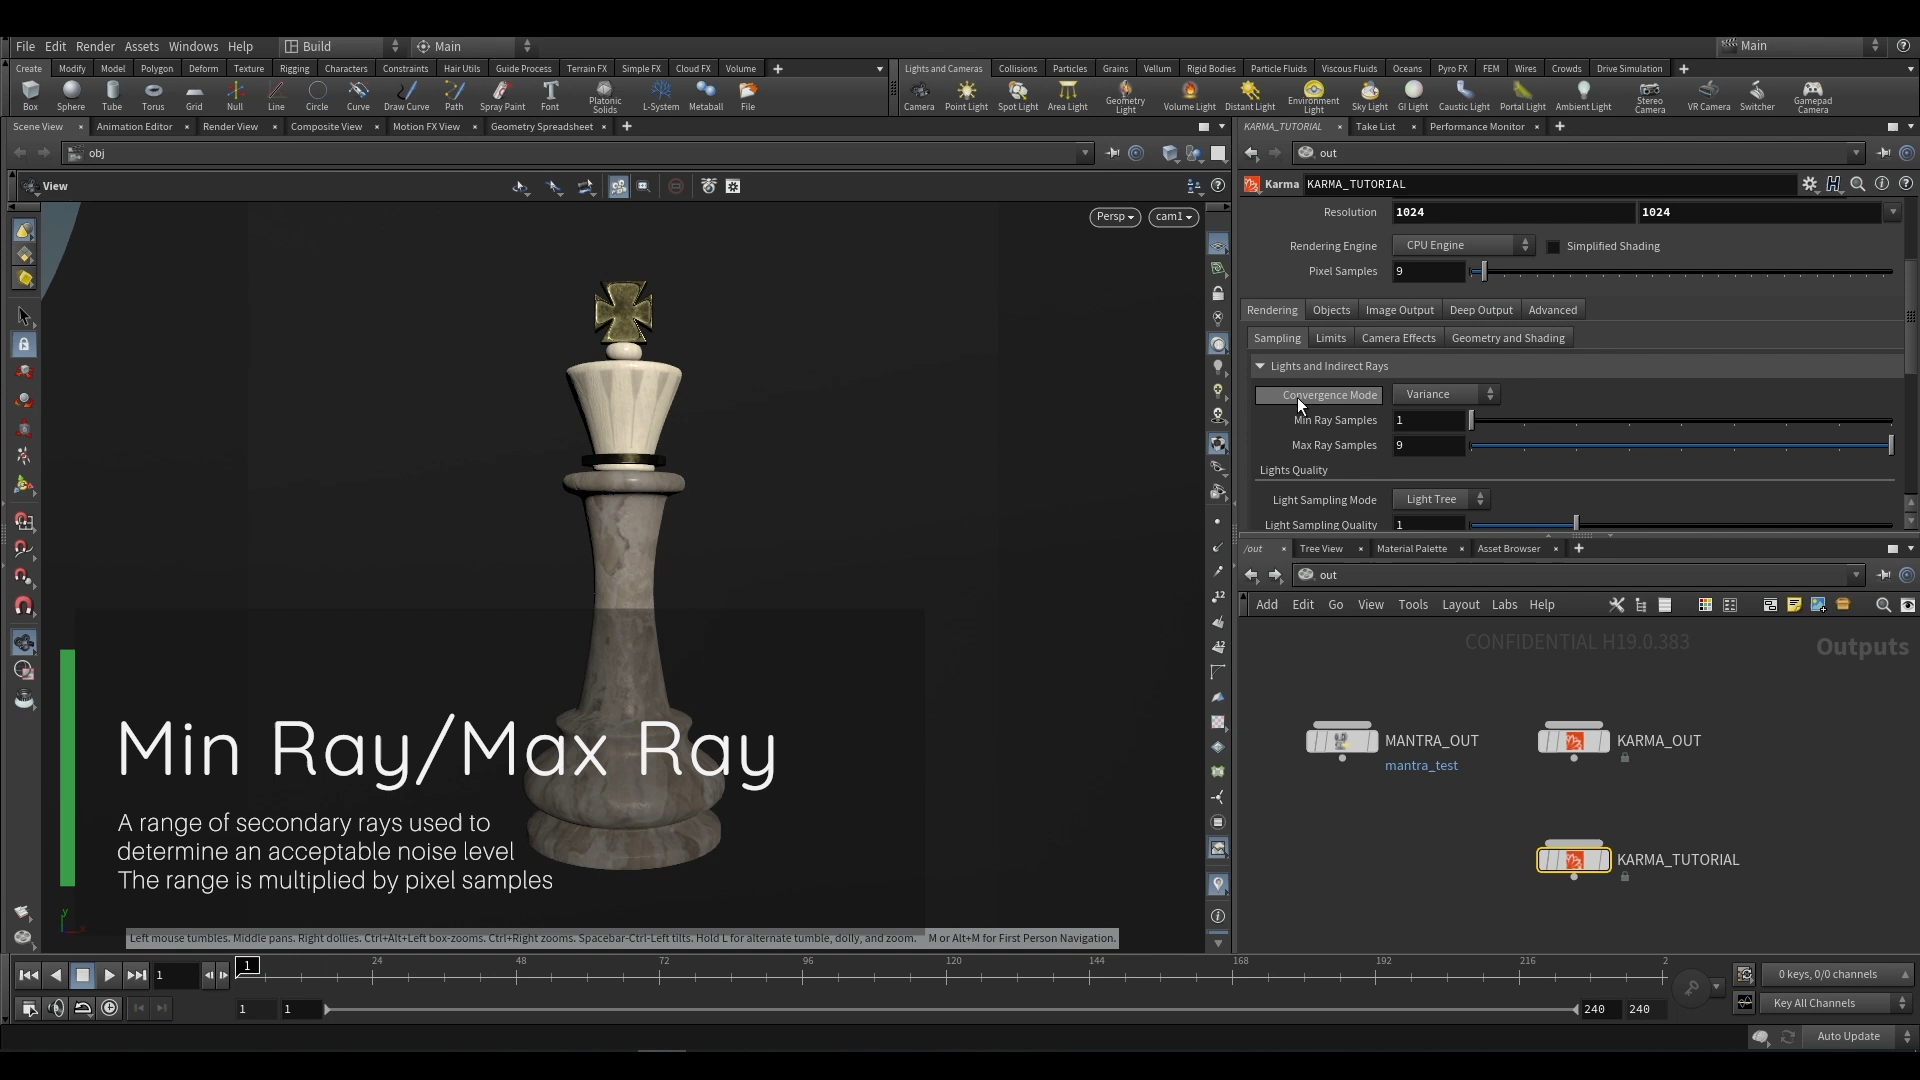 File Edit Render Assets Windows Help Build Main Main
Create Modify Model Polygon Deform Texture Rigging Characters Constraints Hair Utils Guide Process Terrain FX Simple FX Cloud FX Volume
Lights and Cameras Collisions Particles Grains Vellum Rigid Bodies Particle Fluids Viscous Fluids Oceans Pyro FX FEM Wires Crowds Drive Simulation
Box Sphere Tube Torus Grid Null Line Circle Curve Draw Curve Path Spray Paint Font Platonic Solids L-System Metaball File
Camera Point Light Spot Light Area Light Geometry Light Volume Light Distant Light Environment Light Sky Light GI Light Caustic Light Portal Light Ambient Light Stereo Camera VR Camera Switcher Gamepad Camera
Scene View Animation Editor Render View Composite View Motion FX View Geometry Spreadsheet
KARMA_TUTORIAL Take List Performance Monitor
obj
out
View
Karma KARMA_TUTORIAL
Persp cam1
Resolution 1024 1024
Rendering Engine CPU Engine Simplified Shading
Pixel Samples 9
Rendering Objects Image Output Deep Output Advanced
Sampling Limits Camera Effects Geometry and Shading
Lights and Indirect Rays
Convergence Mode Variance
Min Ray Samples 1
Max Ray Samples 9
Lights Quality
Light Sampling Mode Light Tree
Light Sampling Quality 1
/out Tree View Material Palette Asset Browser
out
Add Edit Go View Tools Layout Labs Help
CONFIDENTIAL H19.0.383
Outputs
MANTRA_OUT
mantra_test
KARMA_OUT
KARMA_TUTORIAL
Min Ray/Max Ray
A range of secondary rays used to
determine an acceptable noise level
The range is multiplied by pixel samples
Left mouse tumbles. Middle pans. Right dollies. Ctrl+Alt+Left box-zooms. Ctrl+Right zooms. Spacebar-Ctrl-Left tilts. Hold L for alternate tumble, dolly, and zoom. M or Alt+M for First Person Navigation.
1 1 24 48 72 96 120 144 168 192 216 2
0 keys, 0/0 channels
1 1 240 240
Key All Channels
Auto Update